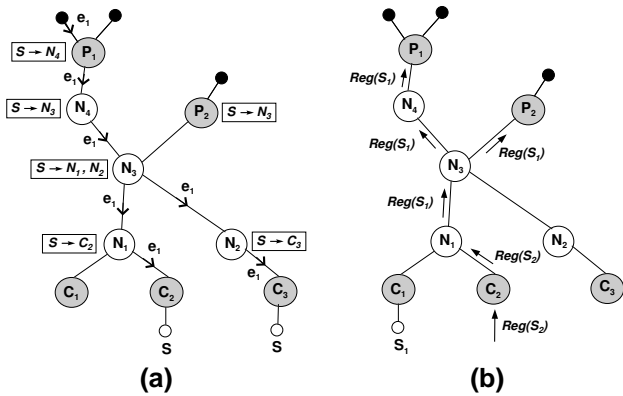 e1
S → N4
P1
e1
S → N3
N4
e1
P2
S → N3
S → N1, N2
N3
e1
e1
S → C2
N1
e1
N2
S → C3
e1
C1
C2
C3
S
S
(a)
P1
Reg(S1)
N4
Reg(S1)
P2
Reg(S1)
N3
Reg(S1)
N1
Reg(S2)
N2
C1
C2
C3
Reg(S2)
S1
(b)